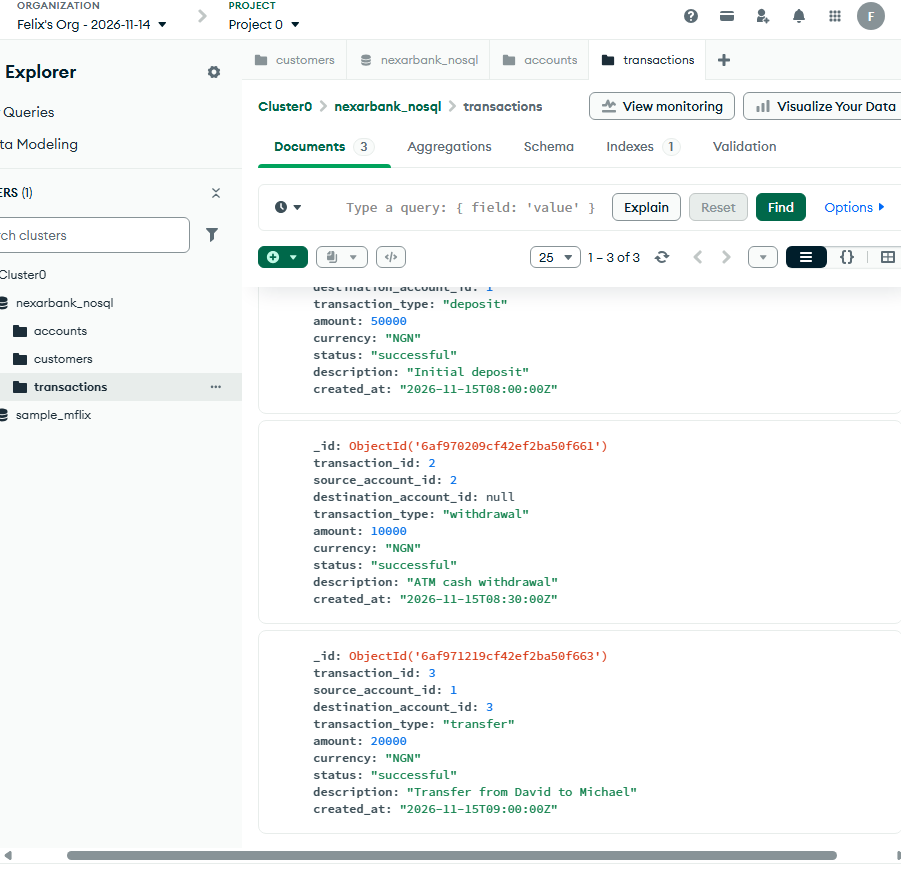 ORGANIZATION
Felix's Org - 2026-11-14
PROJECT
Project 0
F
Explorer
Queries
ta Modeling
ERS (1)
ch clusters
Cluster0
nexarbank_nosql
accounts
customers
transactions
sample_mflix
customers
nexarbank_nosql
accounts
transactions
Cluster0 > nexarbank_nosql > transactions
View monitoring
Visualize Your Data
Documents 3
Aggregations
Schema
Indexes 1
Validation
Type a query: { field: 'value' }
Explain
Reset
Find
Options
25
1 – 3 of 3
destination_account_id: 1
transaction_type: "deposit"
amount: 50000
currency: "NGN"
status: "successful"
description: "Initial deposit"
created_at: "2026-11-15T08:00:00Z"
_id: ObjectId('6af970209cf42ef2ba50f661')
transaction_id: 2
source_account_id: 2
destination_account_id: null
transaction_type: "withdrawal"
amount: 10000
currency: "NGN"
status: "successful"
description: "ATM cash withdrawal"
created_at: "2026-11-15T08:30:00Z"
_id: ObjectId('6af971219cf42ef2ba50f663')
transaction_id: 3
source_account_id: 1
destination_account_id: 3
transaction_type: "transfer"
amount: 20000
currency: "NGN"
status: "successful"
description: "Transfer from David to Michael"
created_at: "2026-11-15T09:00:00Z"